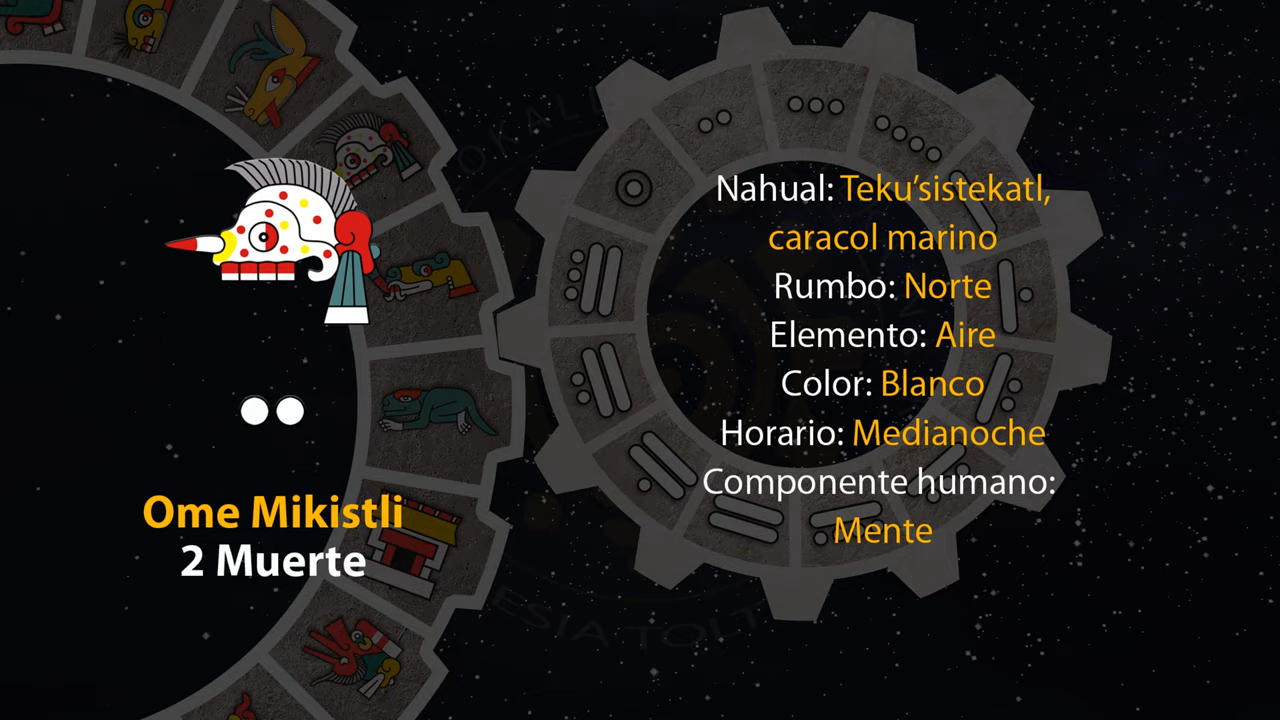 Ome Mikistli
2 Muerte
Nahual: Teku’sistekatl,
caracol marino
Rumbo: Norte
Elemento: Aire
Color: Blanco
Horario: Medianoche
Componente humano:
Mente